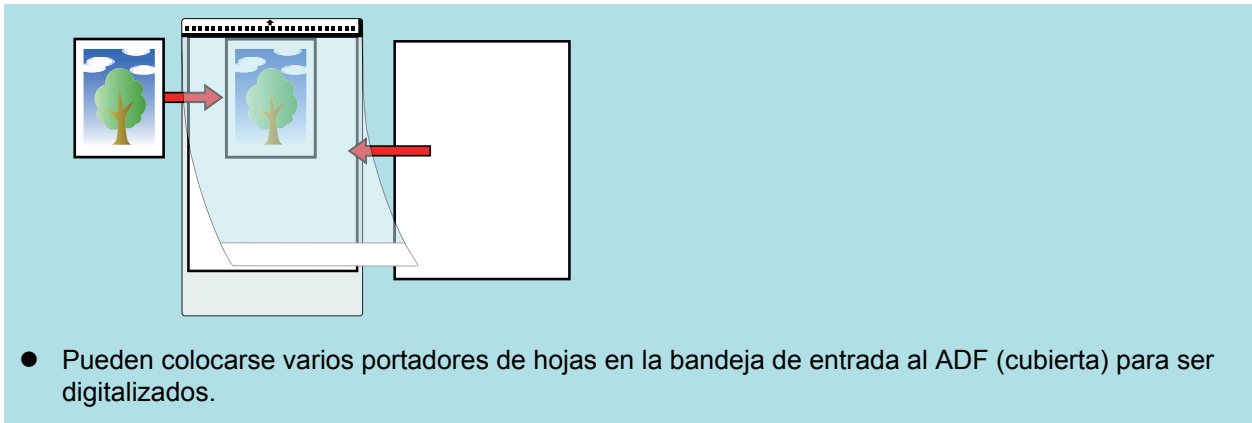 ● Pueden colocarse varios portadores de hojas en la bandeja de entrada al ADF (cubierta) para ser
digitalizados.